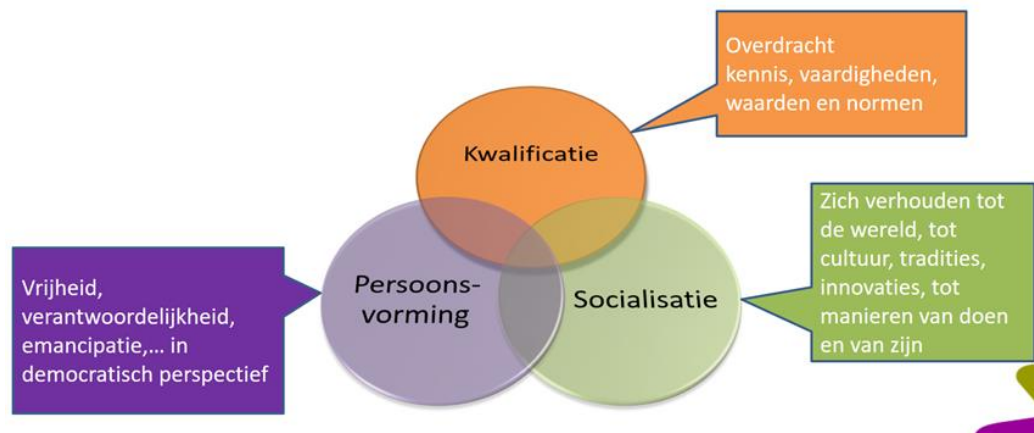 Overdracht
kennis, vaardigheden,
waarden en normen
Kwalificatie
Zich verhouden tot
de wereld, tot
cultuur, tradities,
innovaties, tot
manieren van doen
en van zijn
Persoons-
vorming
Socialisatie
Vrijheid,
verantwoordelijkheid,
emancipatie,... in
democratisch perspectief